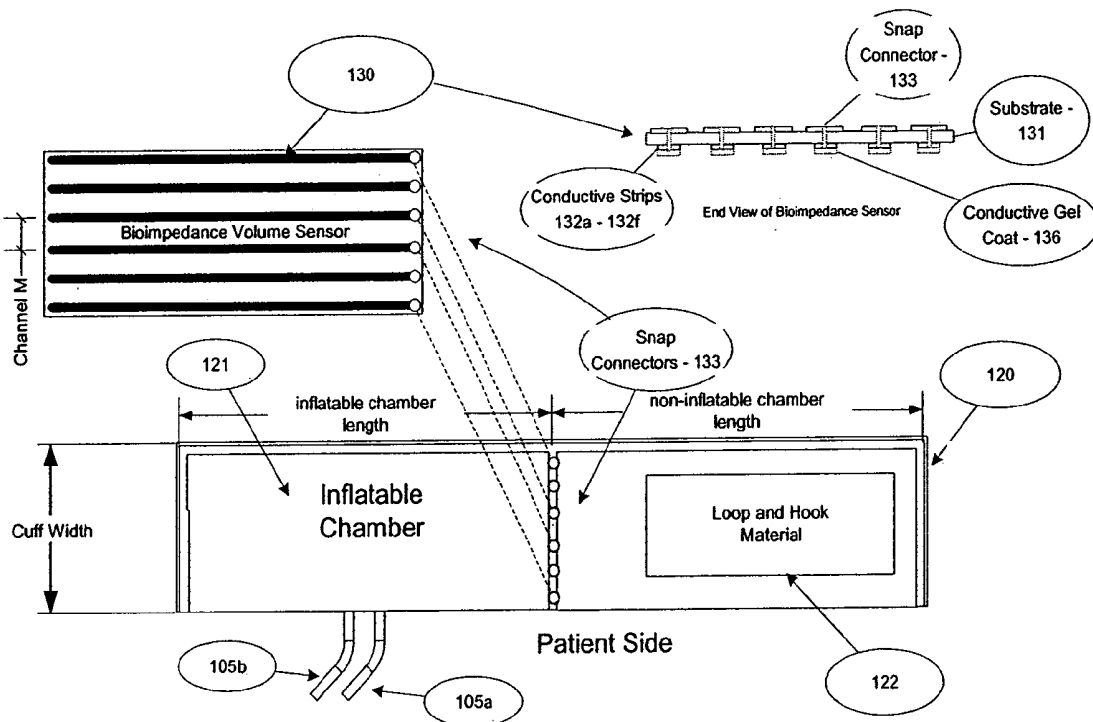 130
Snap
Connector -
133
Substrate -
131
Conductive Strips
132a - 132f
End View of Bioimpedance Sensor
Conductive Gel
Coat - 136
Bioimpedance Volume Sensor
Channel M
121
Snap
Connectors - 133
120
inflatable chamber
length
non-inflatable chamber
length
Cuff Width
Inflatable
Chamber
Loop and Hook
Material
Patient Side
105b
105a
122